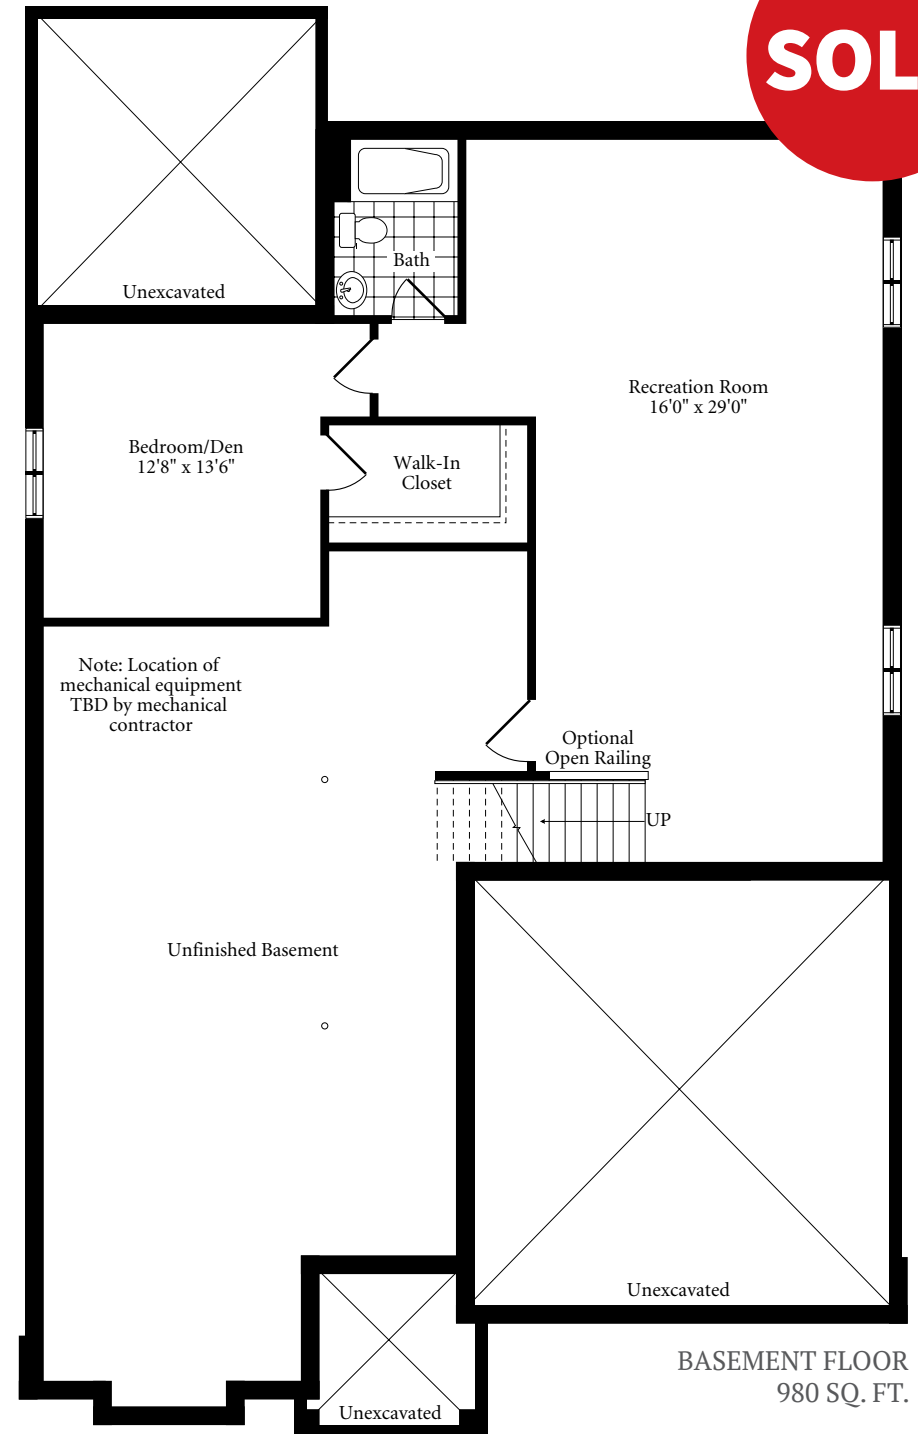 SOL
Bath
Unexcavated
Recreation Room
16'0" x 29'0"
Bedroom/Den
12'8" x 13'6"
Walk-In
Closet
Note: Location of
mechanical equipment
TBD by mechanical
contractor
Optional
Open Railing
UP
Unfinished Basement
Unexcavated
Unexcavated
BASEMENT FLOOR
980 SQ. FT.